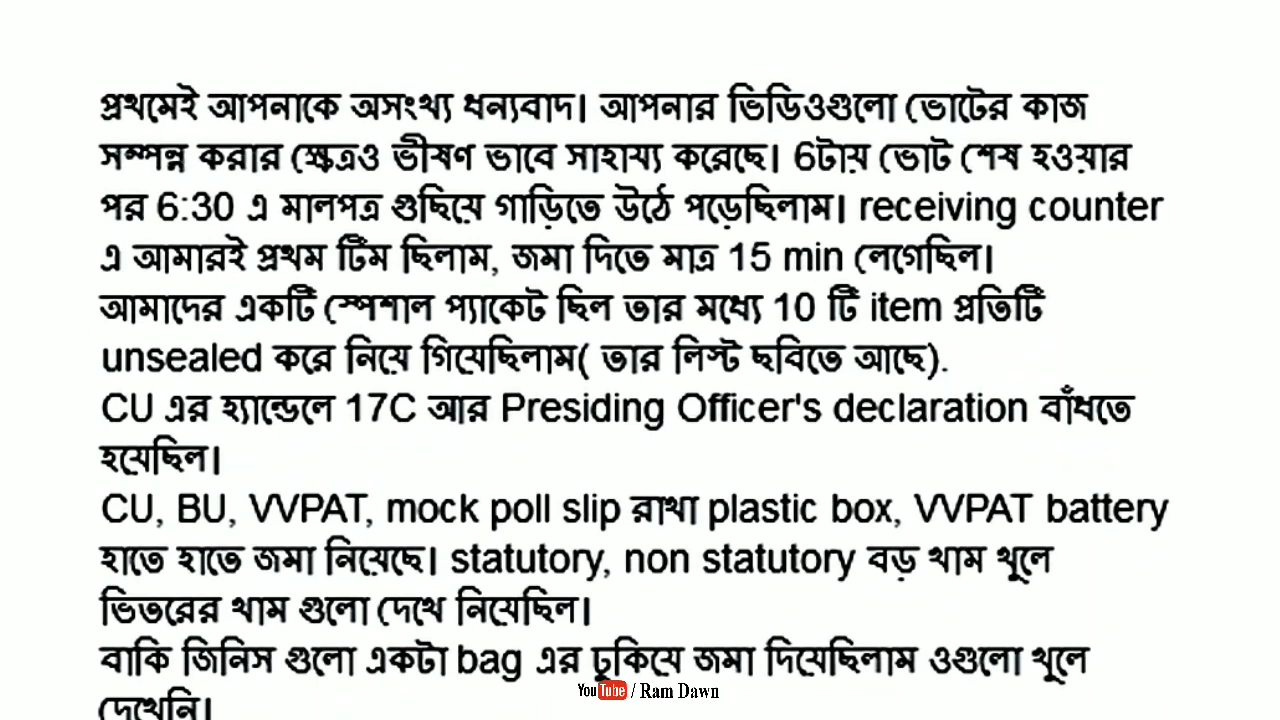 প্রথমেই আপনাকে অসংখ্য ধন্যবাদ। আপনার ভিডিওগুলো ভোটের কাজ
সম্পন্ন করার ক্ষেত্রেও ভীষণ ভাবে সাহায্য করেছে। 6টায় ভোট শেষ হওয়ার
পর 6:30 এ মালপত্র গুছিয়ে গাড়িতে উঠে পড়েছিলাম। receiving counter
এ আমারই প্রথম টিম ছিলাম, জমা দিতে মাত্র 15 min লেগেছিল।
আমাদের একটি স্পেশাল প্যাকেট ছিল তার মধ্যে 10 টি item প্রতিটি
unsealed করে নিয়ে গিয়েছিলাম( তার লিস্ট ছবিতে আছে).
CU এর হ্যান্ডেলে 17C আর Presiding Officer's declaration বাঁধতে
হয়েছিল।
CU, BU, VVPAT, mock poll slip রাখা plastic box, VVPAT battery
হাতে হাতে জমা নিয়েছে। statutory, non statutory বড় খাম খুলে
ভিতরের খাম গুলো দেখে নিয়েছিল।
বাকি জিনিস গুলো একটা bag এর ঢুকিয়ে জমা দিয়েছিলাম ওগুলো খুলে
দেখেনি।
YouTube / Ram Dawn